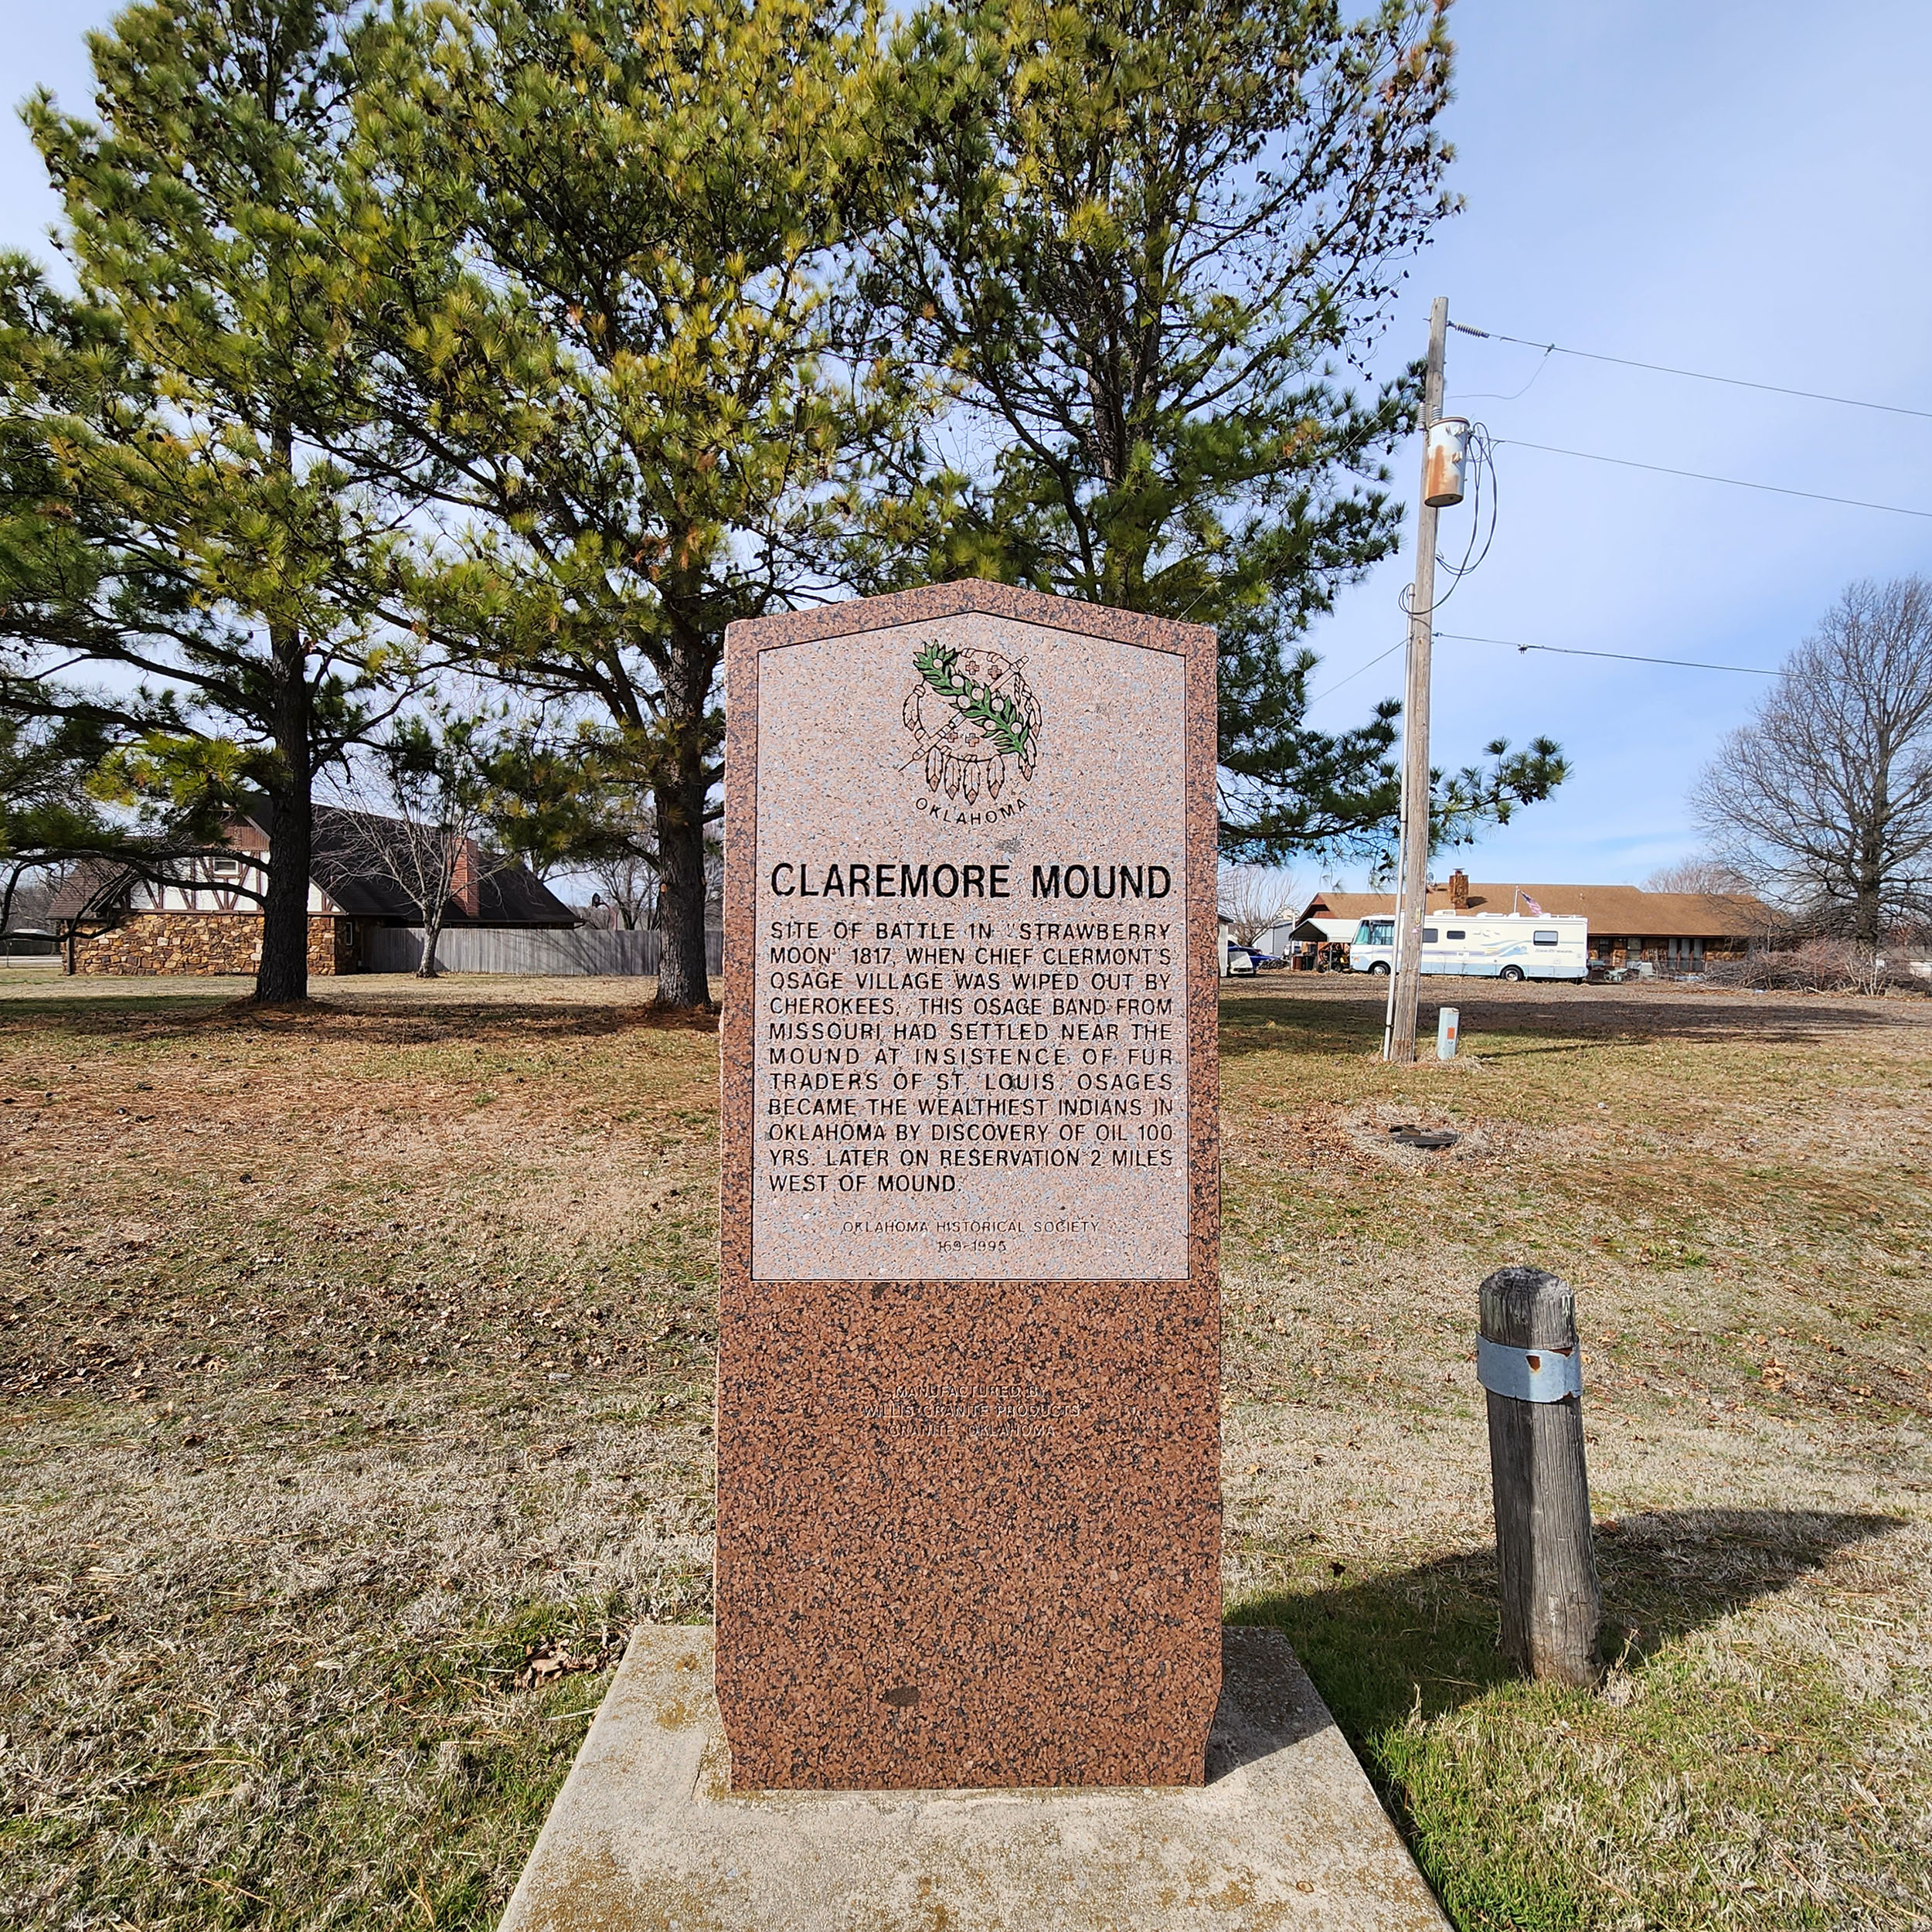 OKLAHOMA
CLAREMORE MOUND
SITE OF BATTLE IN "STRAWBERRY
MOON" 1817, WHEN CHIEF CLERMONT'S
OSAGE VILLAGE WAS WIPED OUT BY
CHEROKEES. THIS OSAGE BAND FROM
MISSOURI HAD SETTLED NEAR THE
MOUND AT INSISTENCE OF FUR
TRADERS OF ST. LOUIS. OSAGES
BECAME THE WEALTHIEST INDIANS IN
OKLAHOMA BY DISCOVERY OF OIL 100
YRS. LATER ON RESERVATION 2 MILES
WEST OF MOUND.
OKLAHOMA HISTORICAL SOCIETY
169-1995
MANUFACTURED BY
WILLIS GRANITE PRODUCTS
GRANITE, OKLAHOMA